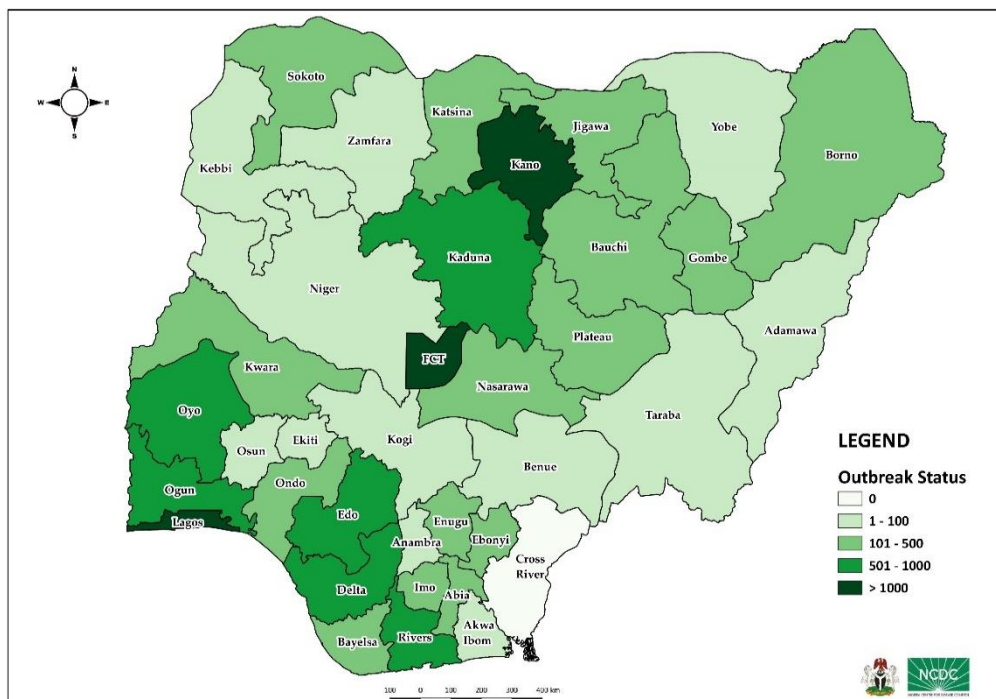 N
W
E
S
Sokoto
Katsina
Jigawa
Yobe
Borno
Zamfara
Kano
Kebbi
Bauchi
Gombe
Kaduna
Niger
Adamawa
Plateau
FCT
Kwara
Nasarawa
Oyo
Taraba
Osun
Ekiti
Kogi
Benue
Ogun
Ondo
Edo
Lagos
Anambra
Enugu
Ebonyi
Cross
River
Delta
Imo
Abia
Bayelsa
Rivers
Akwa
Ibom
LEGEND
Outbreak Status
0
1 - 100
101 - 500
501 - 1000
> 1000
100 0 100 200 300 400 km
NCDC